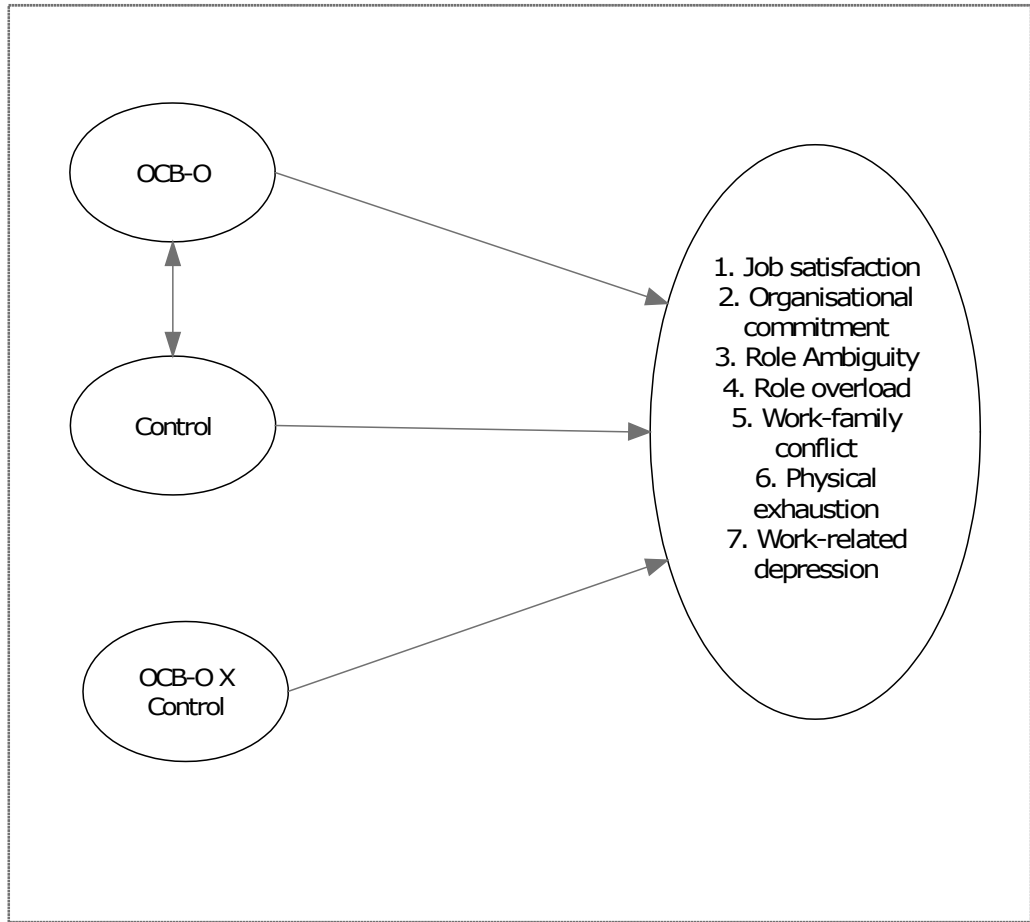 OCB-O
Control
OCB-O X
Control
1. Job satisfaction
2. Organisational
commitment
3. Role Ambiguity
4. Role overload
5. Work-family
conflict
6. Physical
exhaustion
7. Work-related
depression